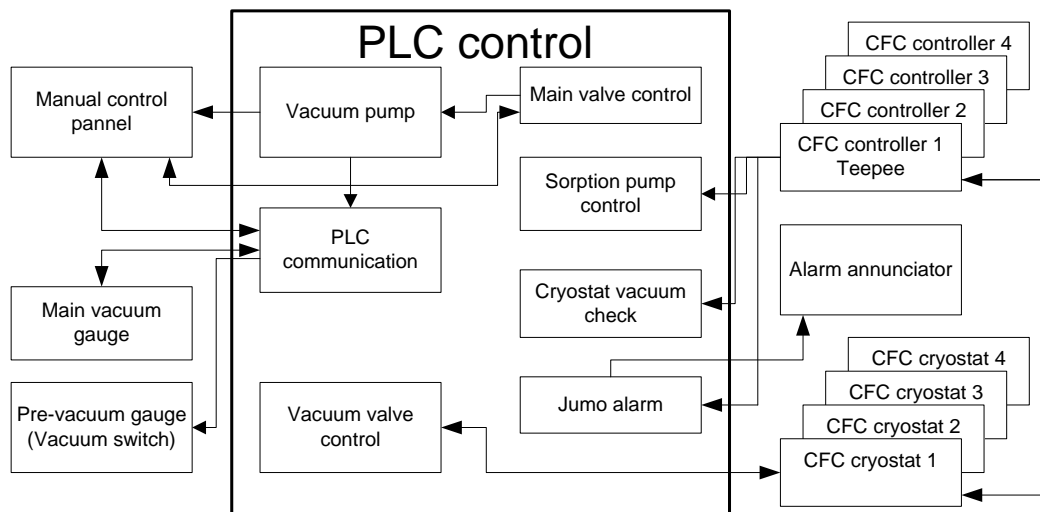 PLC control
Manual control
pannel
Vacuum pump
Main valve control
CFC controller 4
CFC controller 3
CFC controller 2
CFC controller 1
Teepee
Sorption pump
control
PLC
communication
Alarm annunciator
Main vacuum
gauge
Cryostat vacuum
check
Pre-vacuum gauge
(Vacuum switch)
Vacuum valve
control
Jumo alarm
CFC cryostat 4
CFC cryostat 3
CFC cryostat 2
CFC cryostat 1